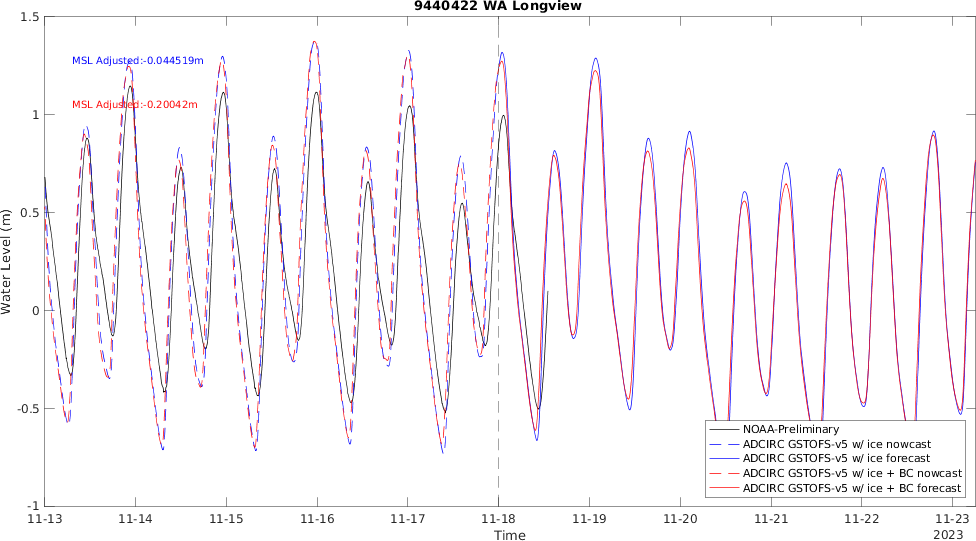 9440422 WA Longview
1.5
1
0.5
0
-0.5
-1
Water Level (m)
MSL Adjusted:-0.044519m
MSL Adjusted:-0.20042m
NOAA-Preliminary
ADCIRC GSTOFS-v5 w/ ice nowcast
ADCIRC GSTOFS-v5 w/ ice forecast
ADCIRC GSTOFS-v5 w/ ice + BC nowcast
ADCIRC GSTOFS-v5 w/ ice + BC forecast
11-13 11-14 11-15 11-16 11-17 11-18 11-19 11-20 11-21 11-22 11-23
Time
2023